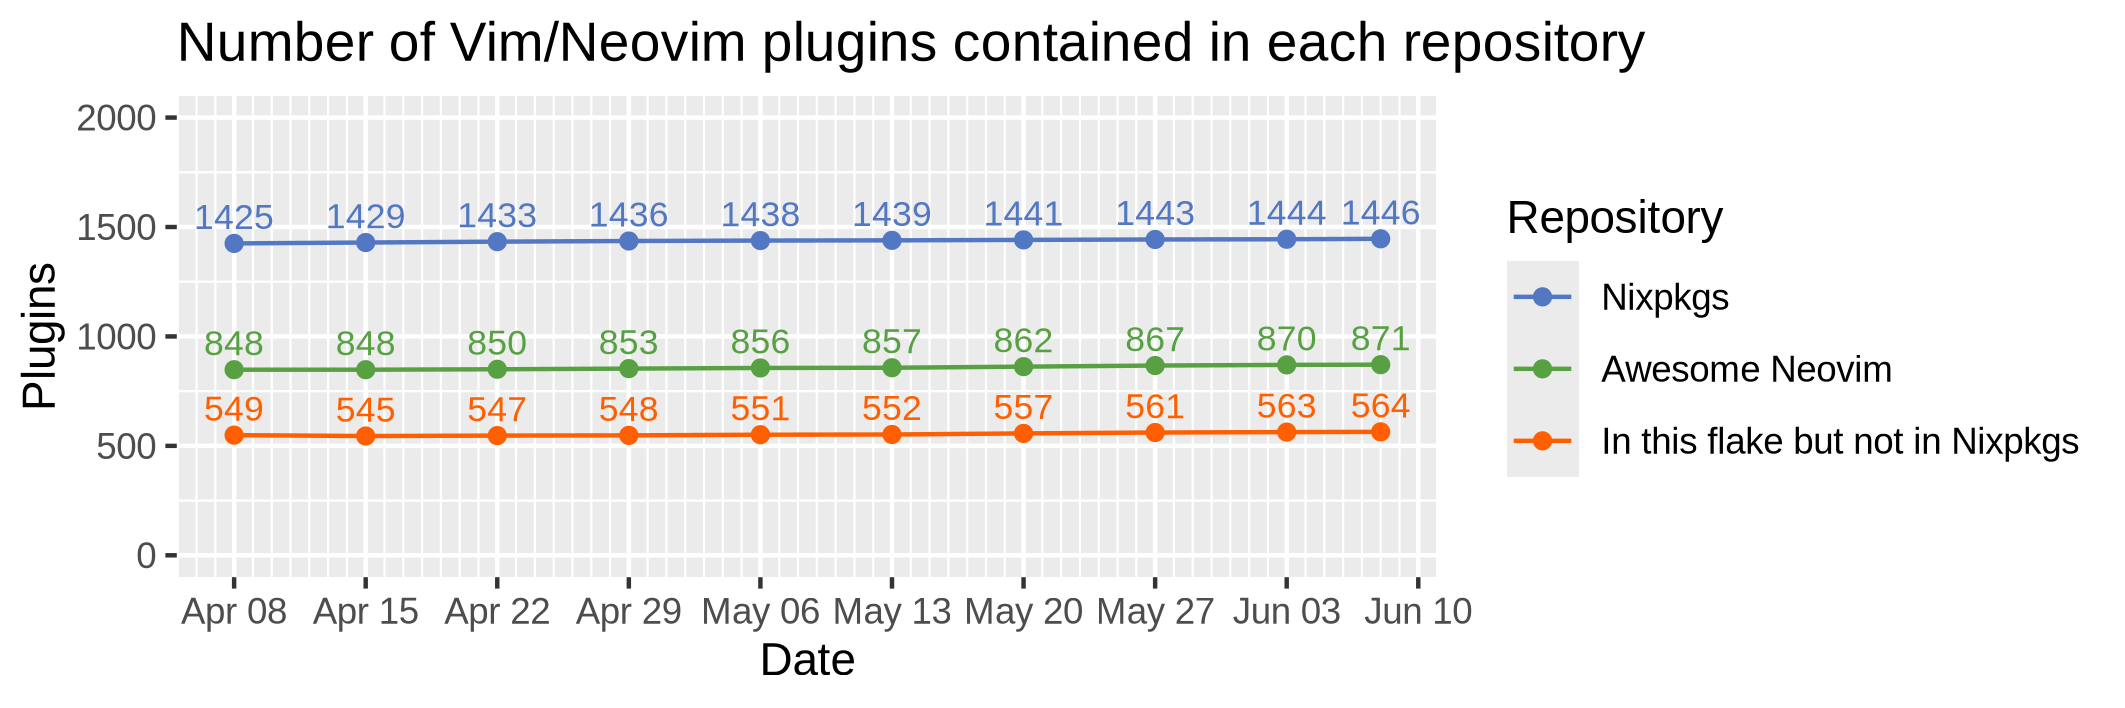 Number of Vim/Neovim plugins contained in each repository
2000
1500
1000
500
0
Plugins
1425 1429 1433 1436 1438 1439 1441 1443 1444 1446
848 848 850 853 856 857 862 867 870 871
549 545 547 548 551 552 557 561 563 564
Apr 08 Apr 15 Apr 22 Apr 29 May 06 May 13 May 20 May 27 Jun 03 Jun 10
Date
Repository
Nixpkgs
Awesome Neovim
In this flake but not in Nixpkgs